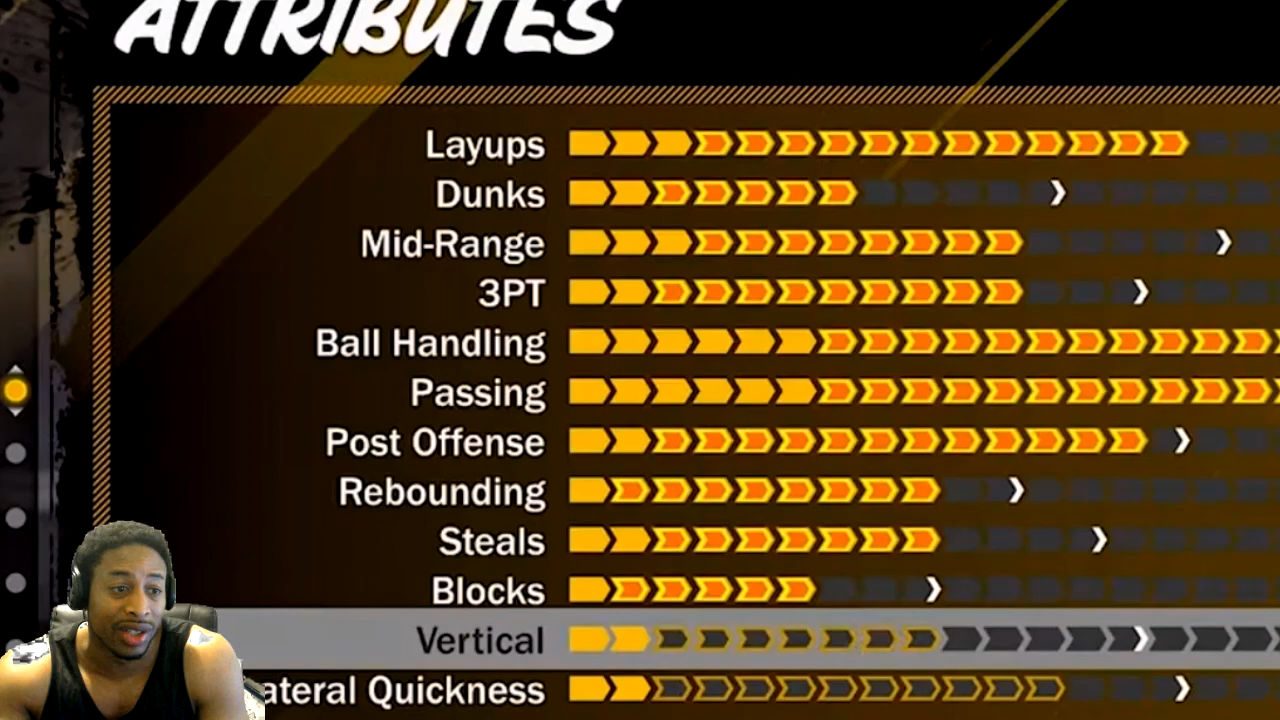 ATTRIBUTES
Layups
Dunks
Mid-Range
3PT
Ball Handling
Passing
Post Offense
Rebounding
Steals
Blocks
Vertical
ateral Quickness